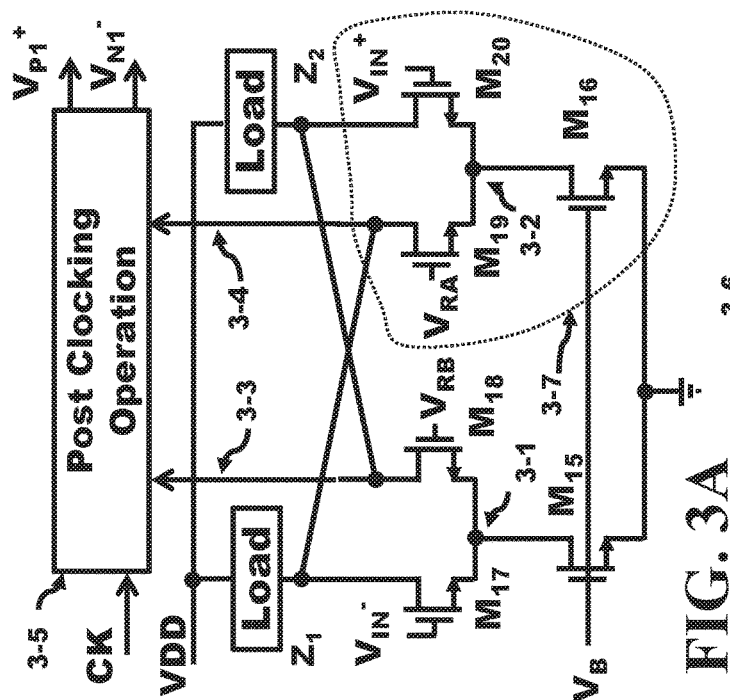 V_P1^+
V_N1^-
Post Clocking
Operation
3-5
CK
VDD
Load
Load
3-3
3-4
Z_1
Z_2
V_IN^-
V_RB
V_RA
V_IN^+
M_17
M_18
M_19
M_20
3-1
3-2
M_15
M_16
3-7
V_B
FIG. 3A